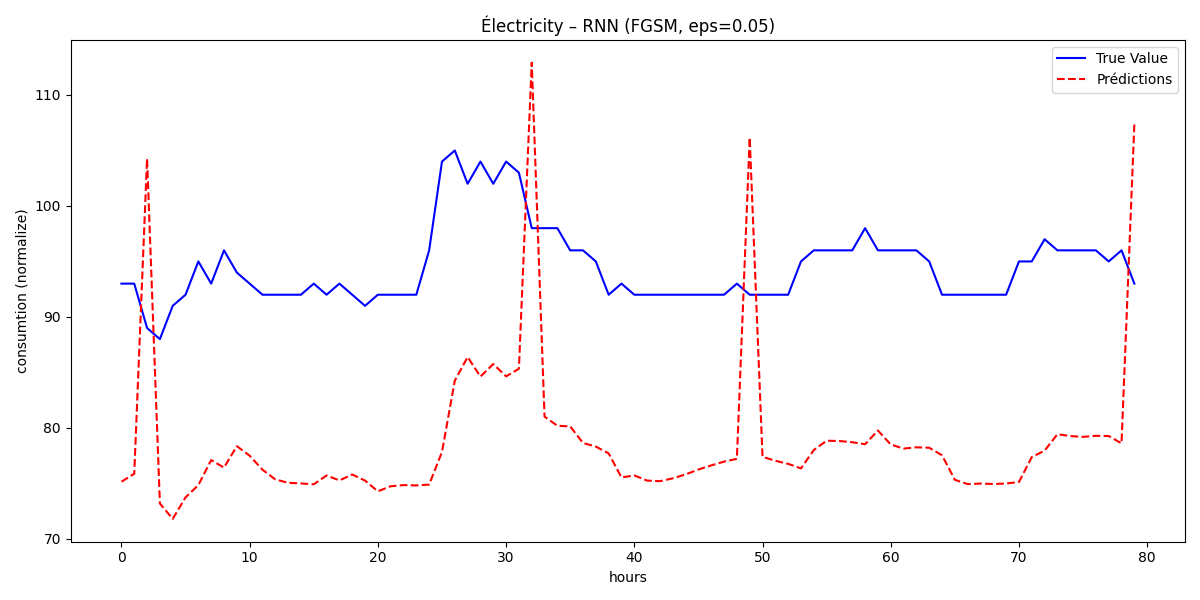 Électricity – RNN (FGSM, eps=0.05)
True Value
Prédictions
consumtion (normalize)
110
100
90
80
70
0 10 20 30 40 50 60 70 80
hours